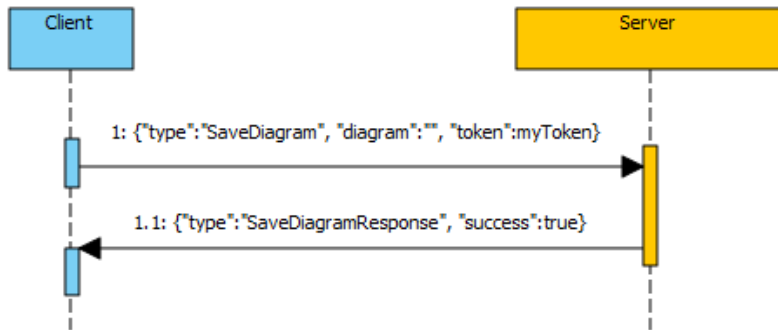 Client
Server
1: {"type":"SaveDiagram", "diagram":"", "token":myToken}
1.1: {"type":"SaveDiagramResponse", "success":true}